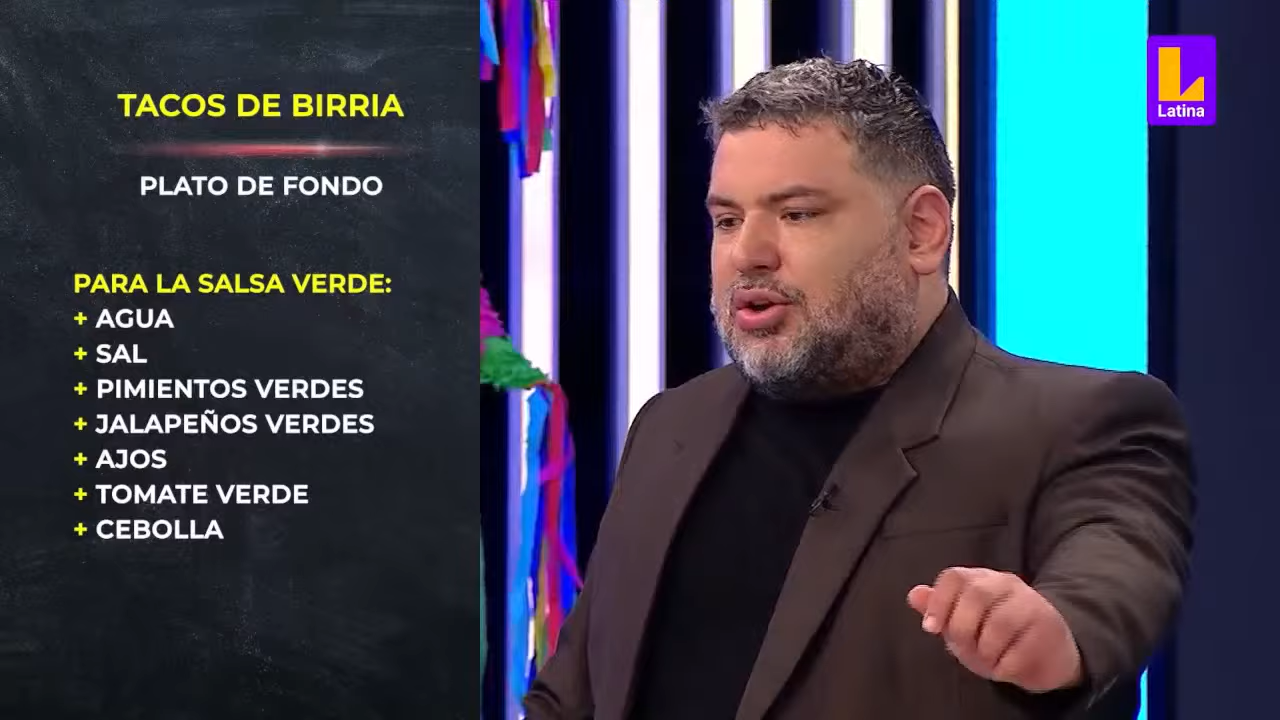 TACOS DE BIRRIA
PLATO DE FONDO
PARA LA SALSA VERDE:
+ AGUA
+ SAL
+ PIMIENTOS VERDES
+ JALAPEÑOS VERDES
+ AJOS
+ TOMATE VERDE
+ CEBOLLA
Latina